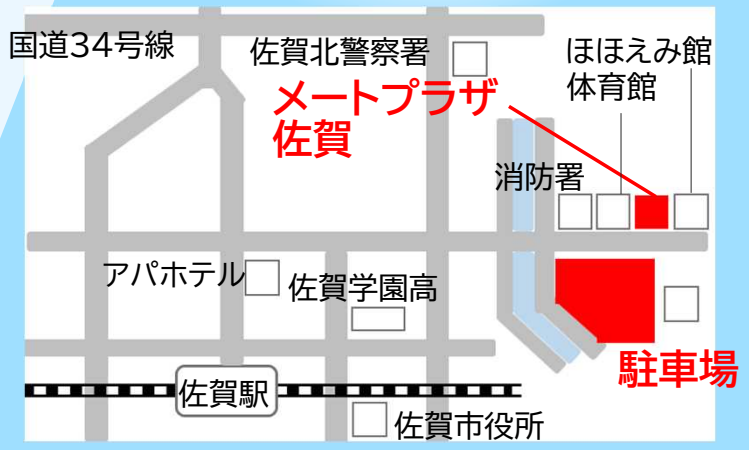 国道34号線
佐賀北警察署
ほほえみ館
体育館
メートプラザ
佐賀
消防署
アパホテル
佐賀学園高
駐車場
佐賀駅
佐賀市役所